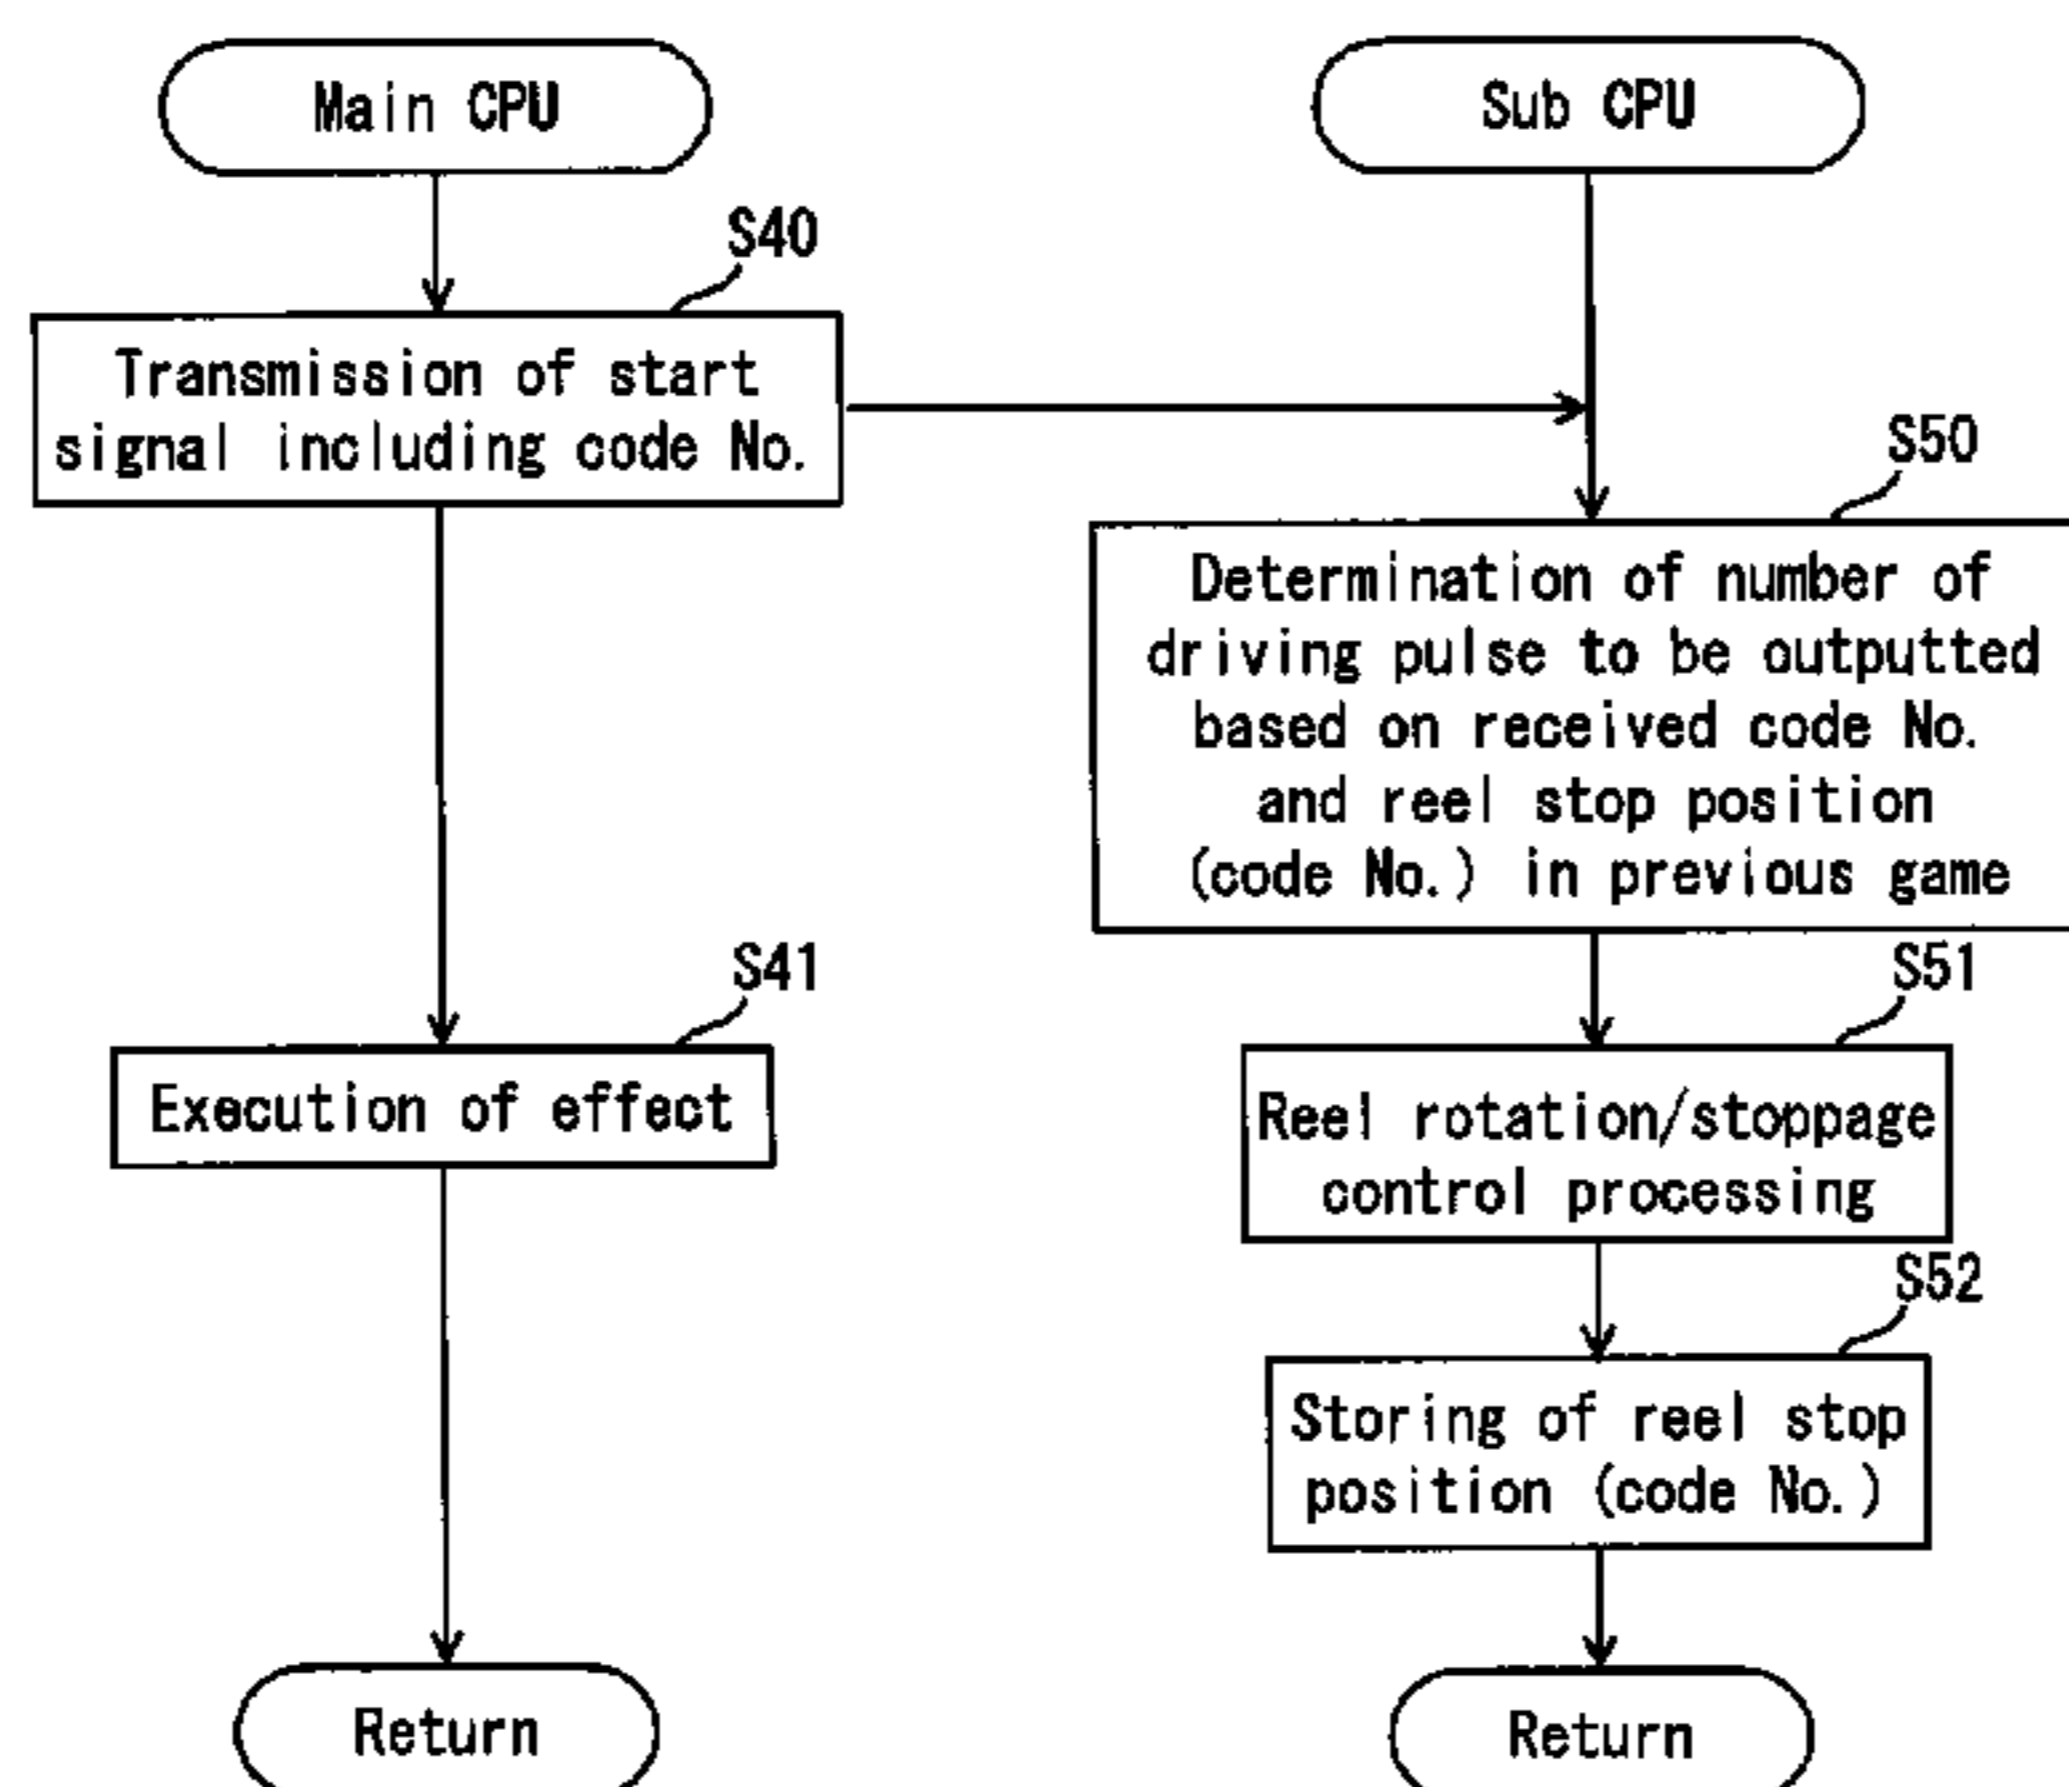 Main CPU
S40
Transmission of start
signal including code No.
S41
Execution of effect
Return
Sub CPU
S50
Determination of number of
driving pulse to be outputted
based on received code No.
and reel stop position
(code No.) in previous game
S51
Reel rotation/stoppage
control processing
S52
Storing of reel stop
position (code No.)
Return